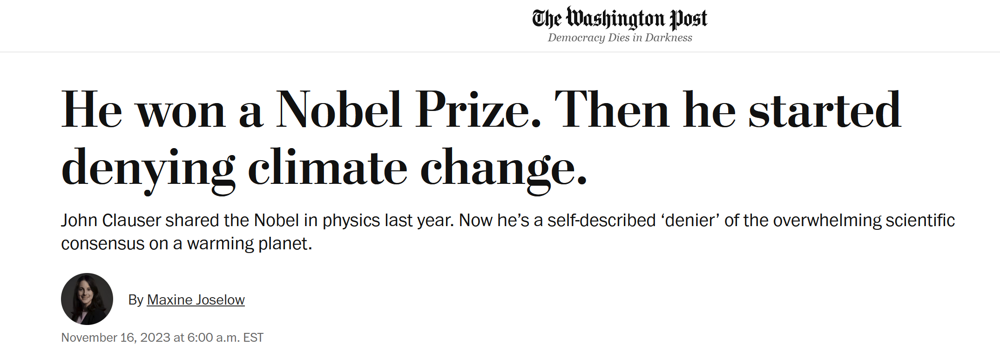 The Washington Post
Democracy Dies in Darkness
He won a Nobel Prize. Then he started
denying climate change.
John Clauser shared the Nobel in physics last year. Now he’s a self-described ‘denier’ of the overwhelming scientific
consensus on a warming planet.
By Maxine Joselow
November 16, 2023 at 6:00 a.m. EST